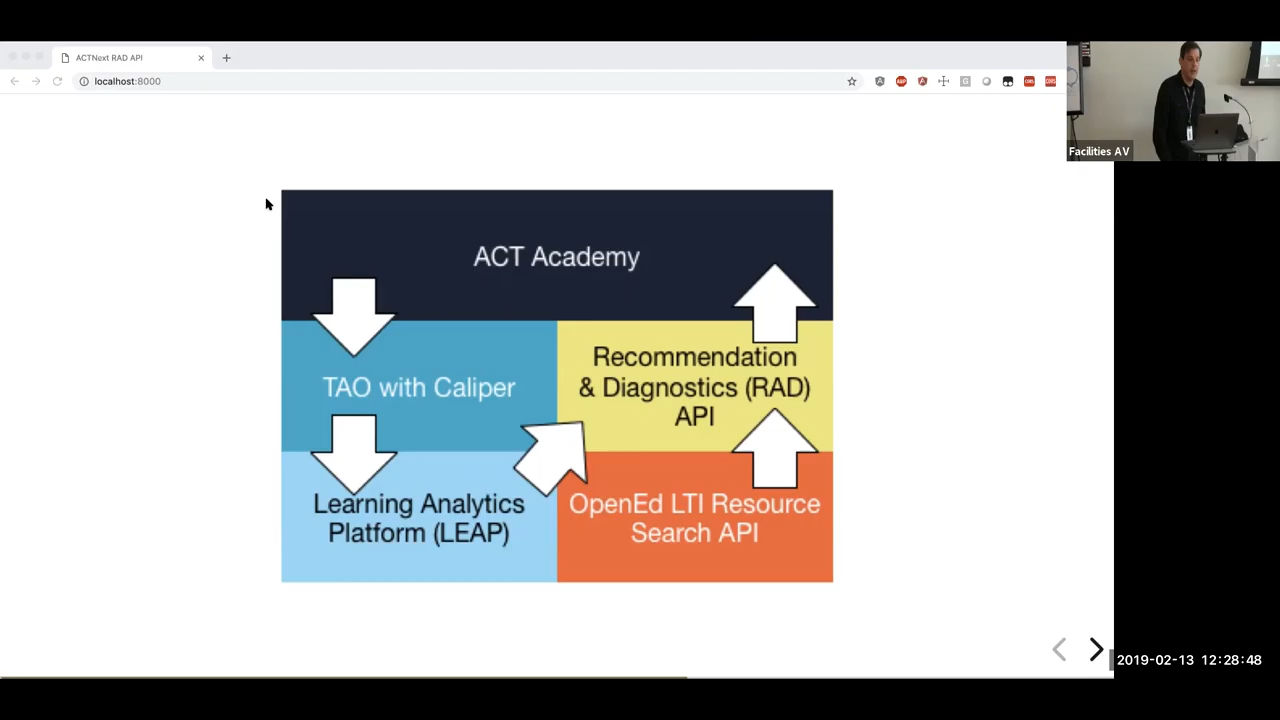 ACTNext RAD API
localhost:8000
Facilities AV
ACT Academy
TAO with Caliper
Recommendation
& Diagnostics (RAD)
API
Learning Analytics
Platform (LEAP)
OpenEd LTI Resource
Search API
2019-02-13 12:28:48